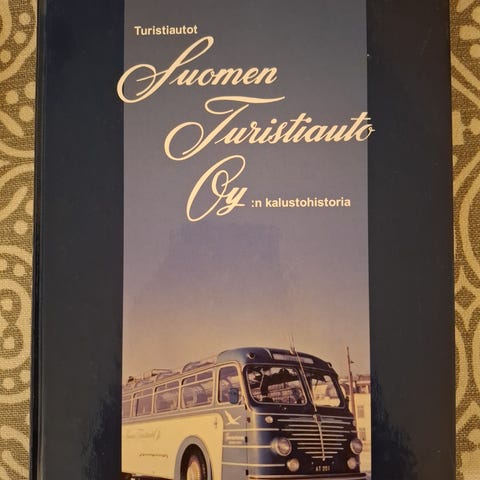 Turistiautot
Suomen
Turistiauto
Oy :n kalustohistoria